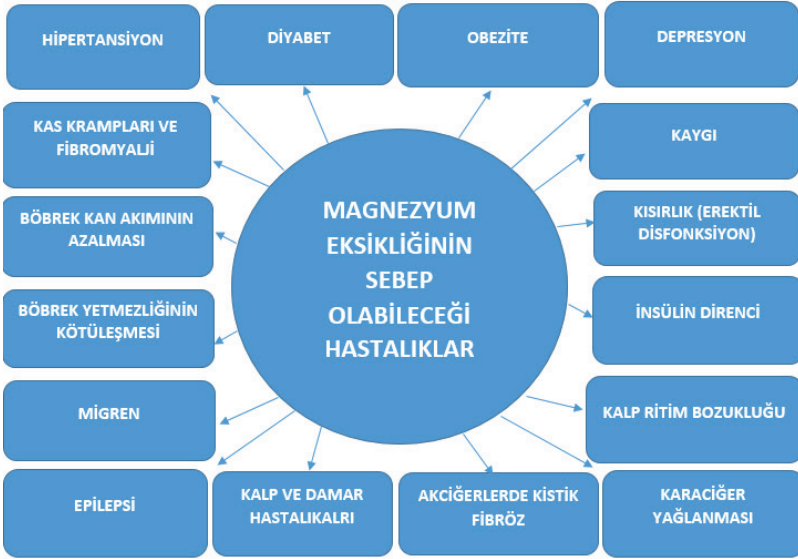 HİPERTANSİYON
DİYABET
OBEZİTE
DEPRESYON
KAS KRAMPLARI VE
FİBROMYALJİ
KAYGI
BÖBREK KAN AKIMININ
AZALMASI
KISIRLIK (EREKTİL
DİSFONKSİYON)
MAGNEZYUM
EKSİKLİĞİNİN
SEBEP
OLABİLECEĞİ
HASTALIKLAR
BÖBREK YETMEZLİĞİNİN
KÖTÜLEŞMESİ
İNSÜLİN DİRENCİ
MİGREN
KALP RİTİM BOZUKLUĞU
EPİLEPSİ
KALP VE DAMAR
HASTALIKALRI
AKCİĞERLERDE KİSTİK
FİBRÖZ
KARACİĞER
YAĞLANMASI